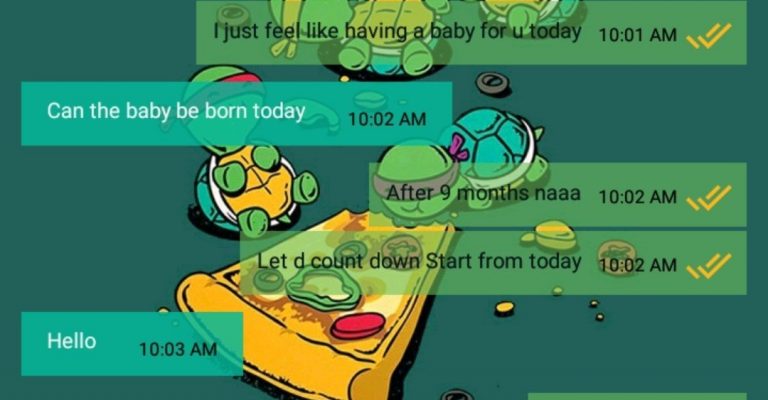 I just feel like having a baby for u today 10:01 AM
Can the baby be born today 10:02 AM
After 9 months naaa 10:02 AM
Let d count down Start from today 10:02 AM
Hello 10:03 AM